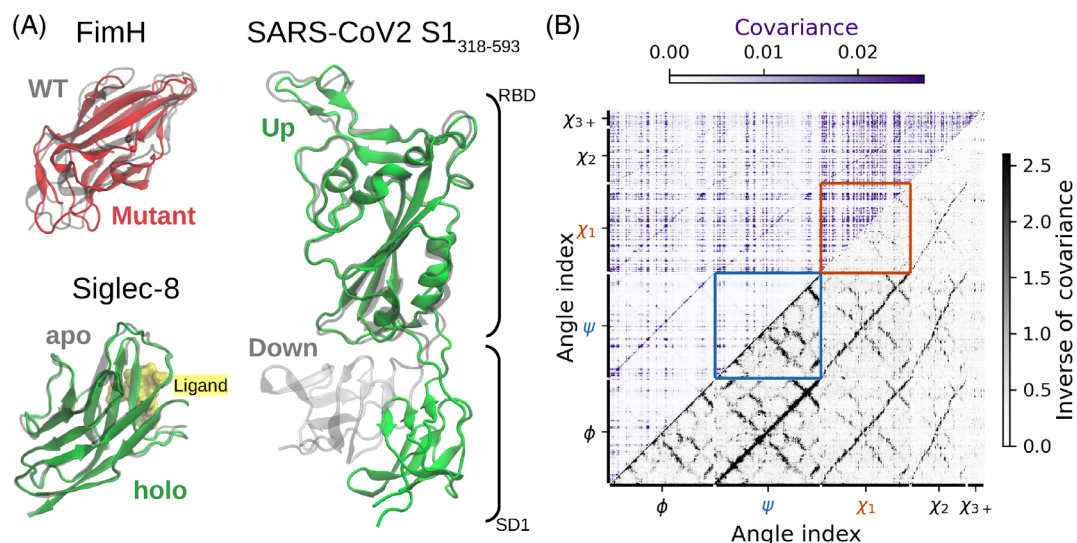 (A)
FimH
WT
Mutant
Siglec-8
apo
Ligand
holo
SARS-CoV2 S1318-593
RBD
Up
Down
SD1
(B)
Covariance
0.00 0.01 0.02
χ3+
χ2
χ1
ψ
ϕ
Angle index
ϕ ψ χ1 χ2 χ3+
Angle index
2.5
2.0
1.5
1.0
0.5
0.0
Inverse of covariance